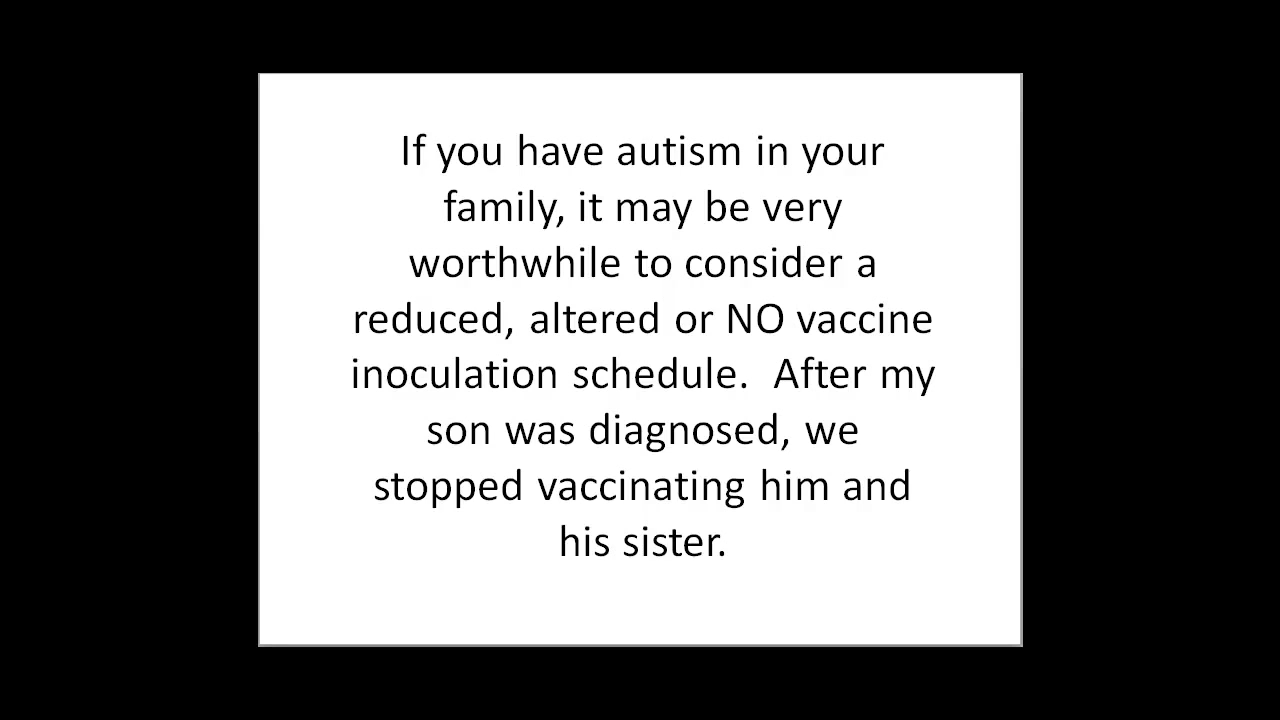 If you have autism in your
family, it may be very
worthwhile to consider a
reduced, altered or NO vaccine
inoculation schedule.  After my
son was diagnosed, we
stopped vaccinating him and
his sister.